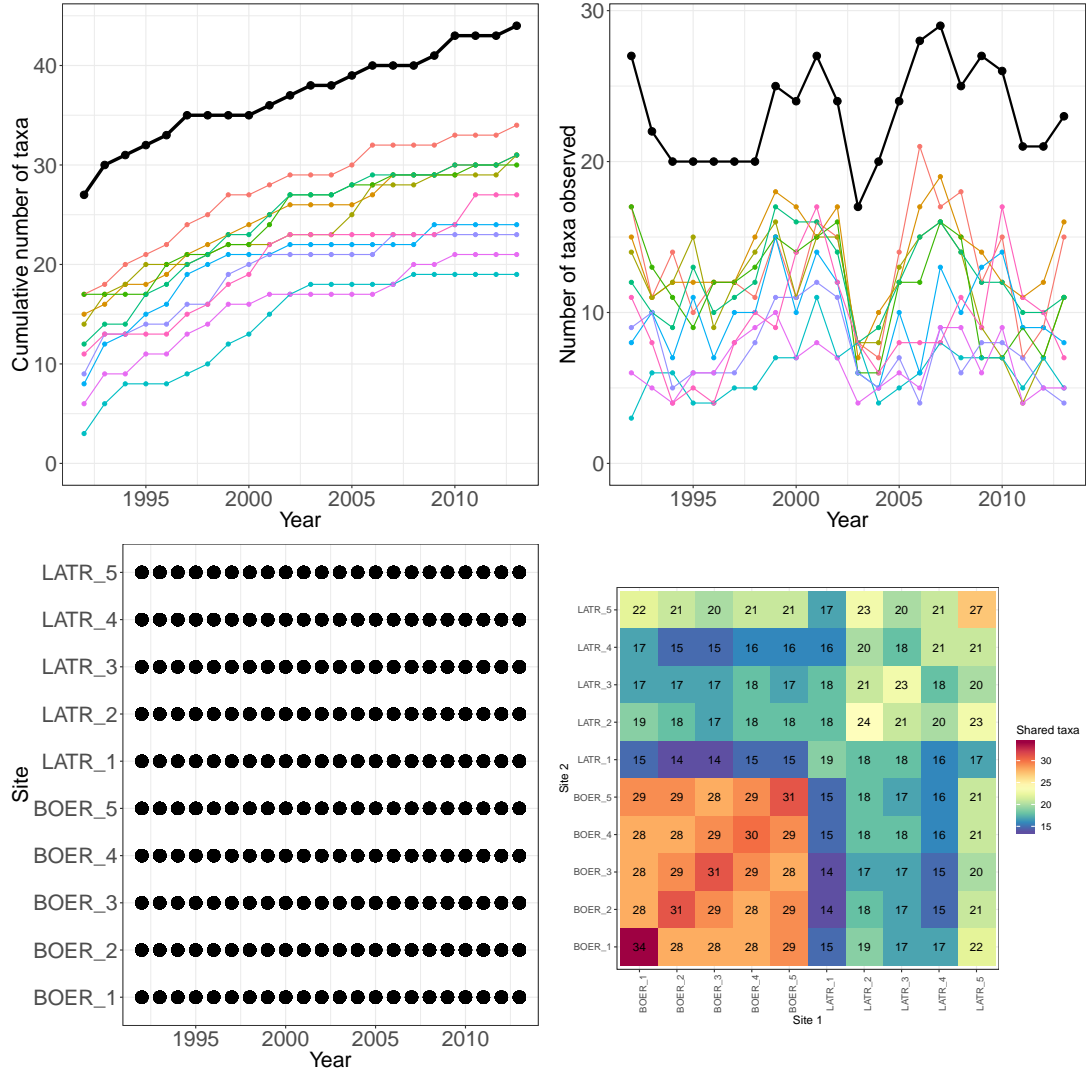 Cumulative number of taxa
40
30
20
10
0
1995 2000 2005 2010
Year
Number of taxa observed
30
20
10
0
1995 2000 2005 2010
Year
Site
LATR_5
LATR_4
LATR_3
LATR_2
LATR_1
BOER_5
BOER_4
BOER_3
BOER_2
BOER_1
1995 2000 2005 2010
Year
Site 2
LATR_5 22 21 20 21 21 17 23 20 21 27
LATR_4 17 15 15 16 16 16 20 18 21 21
LATR_3 17 17 17 18 17 18 21 23 18 20
LATR_2 19 18 17 18 18 18 24 21 20 23
LATR_1 15 14 14 15 15 19 18 18 16 17
BOER_5 29 29 28 29 31 15 18 17 16 21
BOER_4 28 28 29 30 29 15 18 18 16 21
BOER_3 28 29 31 29 28 14 17 17 15 20
BOER_2 28 31 29 28 29 14 18 17 15 21
BOER_1 34 28 28 28 29 15 19 17 17 22
BOER_1 BOER_2 BOER_3 BOER_4 BOER_5 LATR_1 LATR_2 LATR_3 LATR_4 LATR_5
Site 1
Shared taxa
30
25
20
15